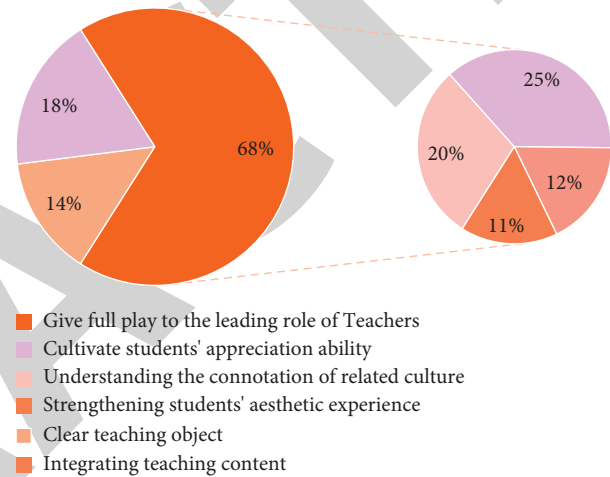 18%
68%
14%
25%
20%
12%
11%
Give full play to the leading role of Teachers
Cultivate students' appreciation ability
Understanding the connotation of related culture
Strengthening students' aesthetic experience
Clear teaching object
Integrating teaching content